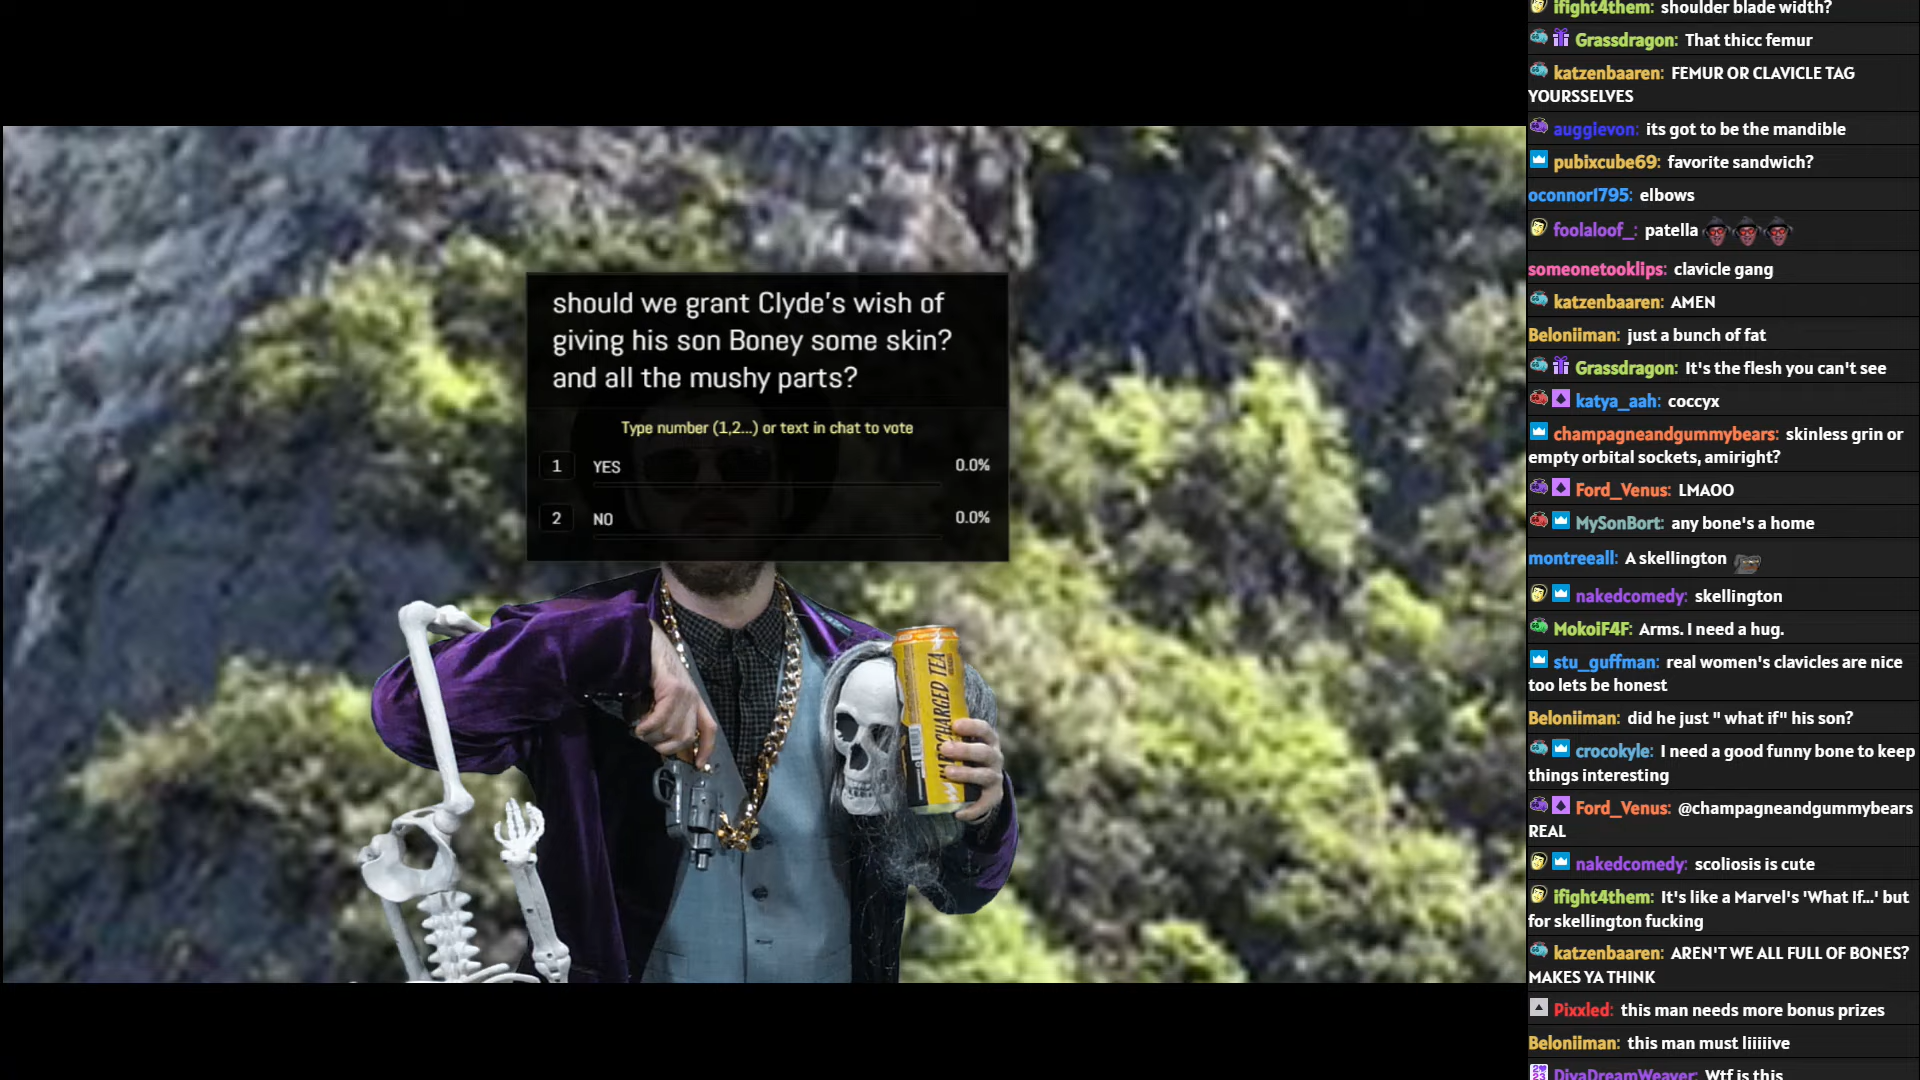 should we grant Clyde's wish of
giving his son Boney some skin?
and all the mushy parts?
Type number (1,2...) or text in chat to vote
1 YES 0.0%
2 NO 0.0%
CHARGED TEA
ifight4them: shoulder blade width?
Grassdragon: That thicc femur
katzenbaaren: FEMUR OR CLAVICLE TAG
YOURSSELVES
auggievon: its got to be the mandible
pubixcube69: favorite sandwich?
oconnor1795: elbows
foolaloof_: patella
someonetooklips: clavicle gang
katzenbaaren: AMEN
Beloniiman: just a bunch of fat
Grassdragon: It's the flesh you can't see
katya_aah: coccyx
champagneandgummybears: skinless grin or
empty orbital sockets, amiright?
Ford_Venus: LMAOO
MySonBort: any bone's a home
montreeall: A skellington
nakedcomedy: skellington
MokoiF4F: Arms. I need a hug.
stu_guffman: real women's clavicles are nice
too lets be honest
Beloniiman: did he just " what if" his son?
crocokyle: I need a good funny bone to keep
things interesting
Ford_Venus: @champagneandgummybears
REAL
nakedcomedy: scoliosis is cute
ifight4them: It's like a Marvel's 'What If...' but
for skellington fucking
katzenbaaren: AREN'T WE ALL FULL OF BONES?
MAKES YA THINK
Pixxled: this man needs more bonus prizes
Beloniiman: this man must liiiiive
DivaDreamWeaver: Wtf is this